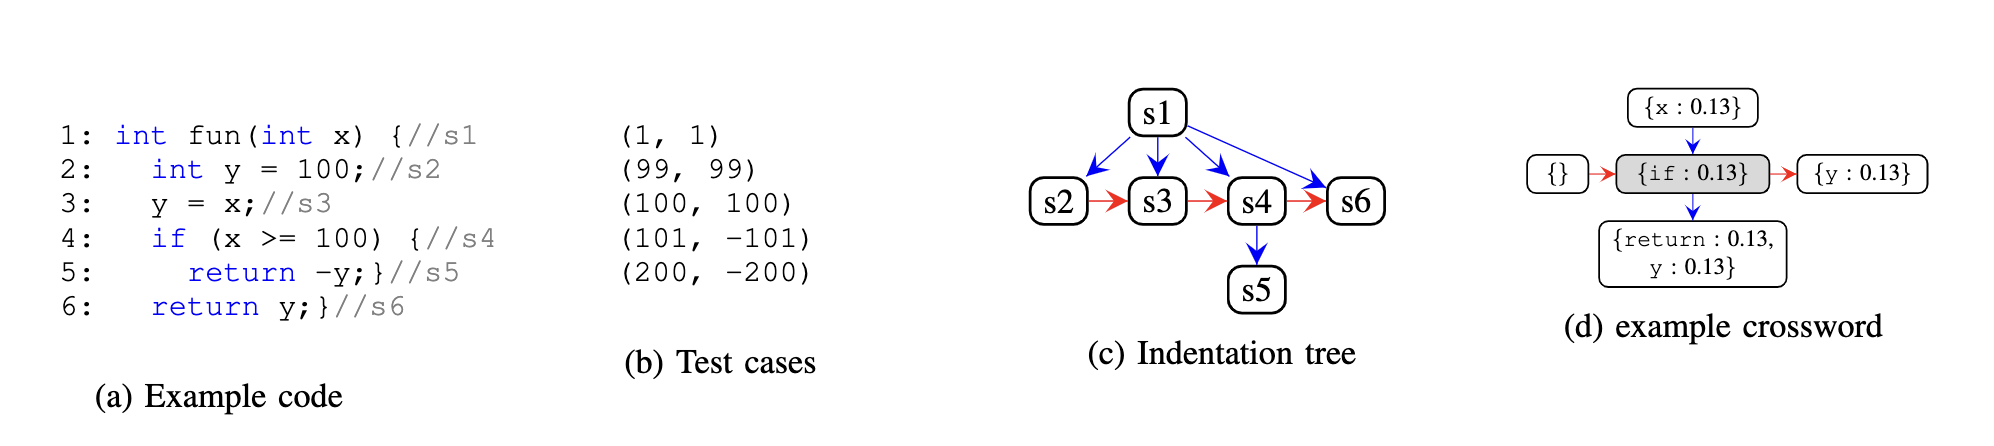 1: int fun(int x) {//s1
2:   int y = 100;//s2
3:   y = x;//s3
4:   if (x >= 100) {//s4
5:     return -y;}//s5
6:   return y;}//s6
(a) Example code
(1, 1)
(99, 99)
(100, 100)
(101, -101)
(200, -200)
(b) Test cases
s1
s2 s3 s4 s6
s5
(c) Indentation tree
{x : 0.13}
{} {if : 0.13} {y : 0.13}
{return : 0.13,
y : 0.13}
(d) example crossword